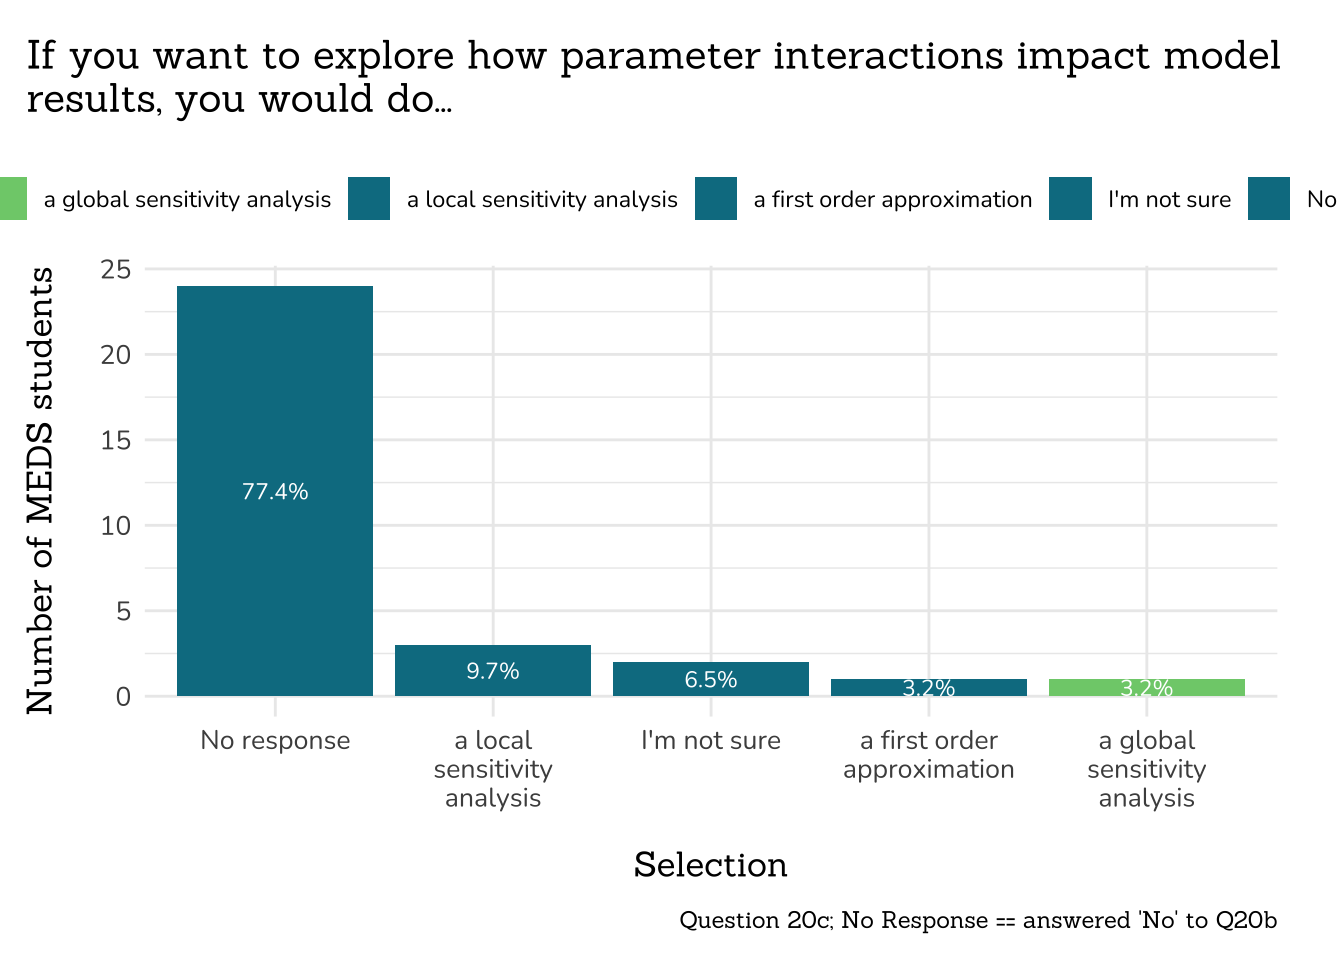 If you want to explore how parameter interactions impact model
results, you would do...
a global sensitivity analysis
a local sensitivity analysis
a first order approximation
I'm not sure
No
Number of MEDS students
25
20
15
10
5
0
77.4%
9.7%
6.5%
3.2%
3.2%
No response
a local
sensitivity
analysis
I'm not sure
a first order
approximation
a global
sensitivity
analysis
Selection
Question 20c; No Response == answered 'No' to Q20b